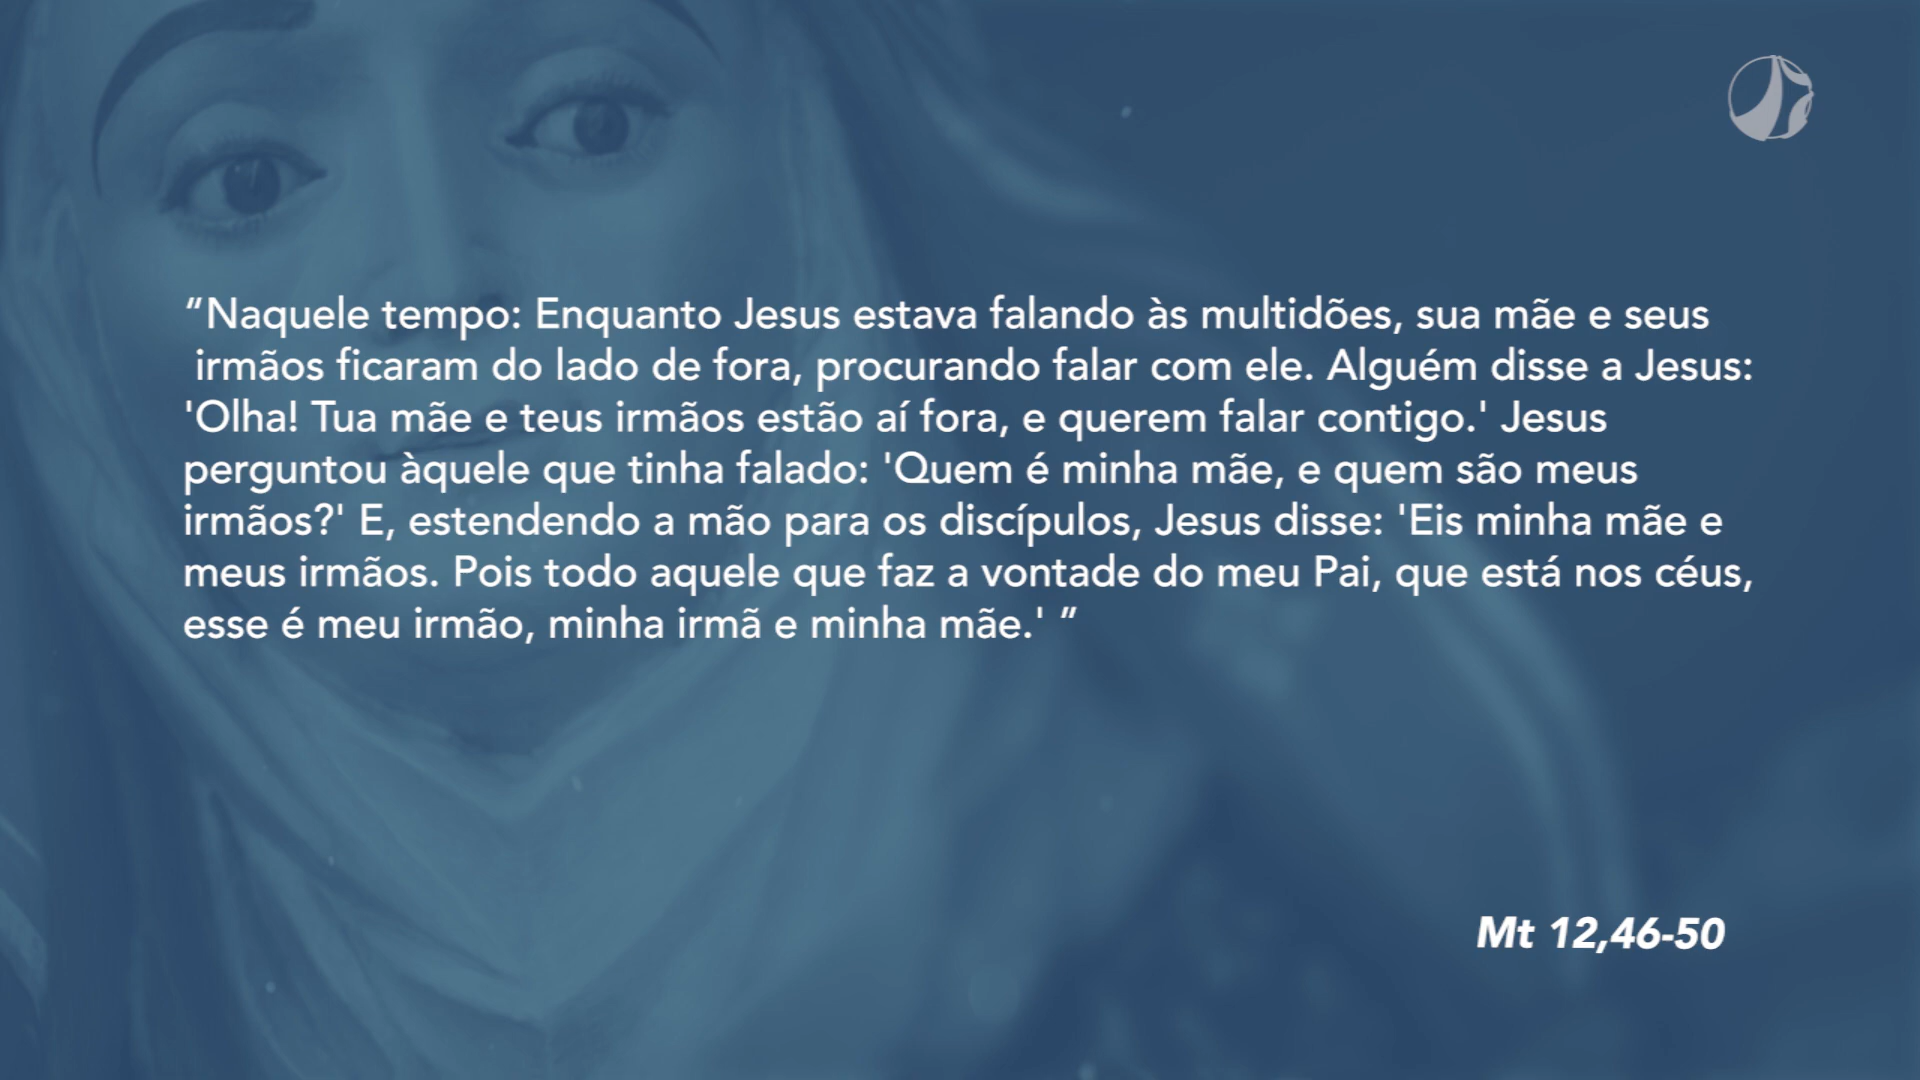 “Naquele tempo: Enquanto Jesus estava falando às multidões, sua mãe e seus
irmãos ficaram do lado de fora, procurando falar com ele. Alguém disse a Jesus:
'Olha! Tua mãe e teus irmãos estão aí fora, e querem falar contigo.' Jesus
perguntou àquele que tinha falado: 'Quem é minha mãe, e quem são meus
irmãos?' E, estendendo a mão para os discípulos, Jesus disse: 'Eis minha mãe e
meus irmãos. Pois todo aquele que faz a vontade do meu Pai, que está nos céus,
esse é meu irmão, minha irmã e minha mãe.' ”
Mt 12,46-50